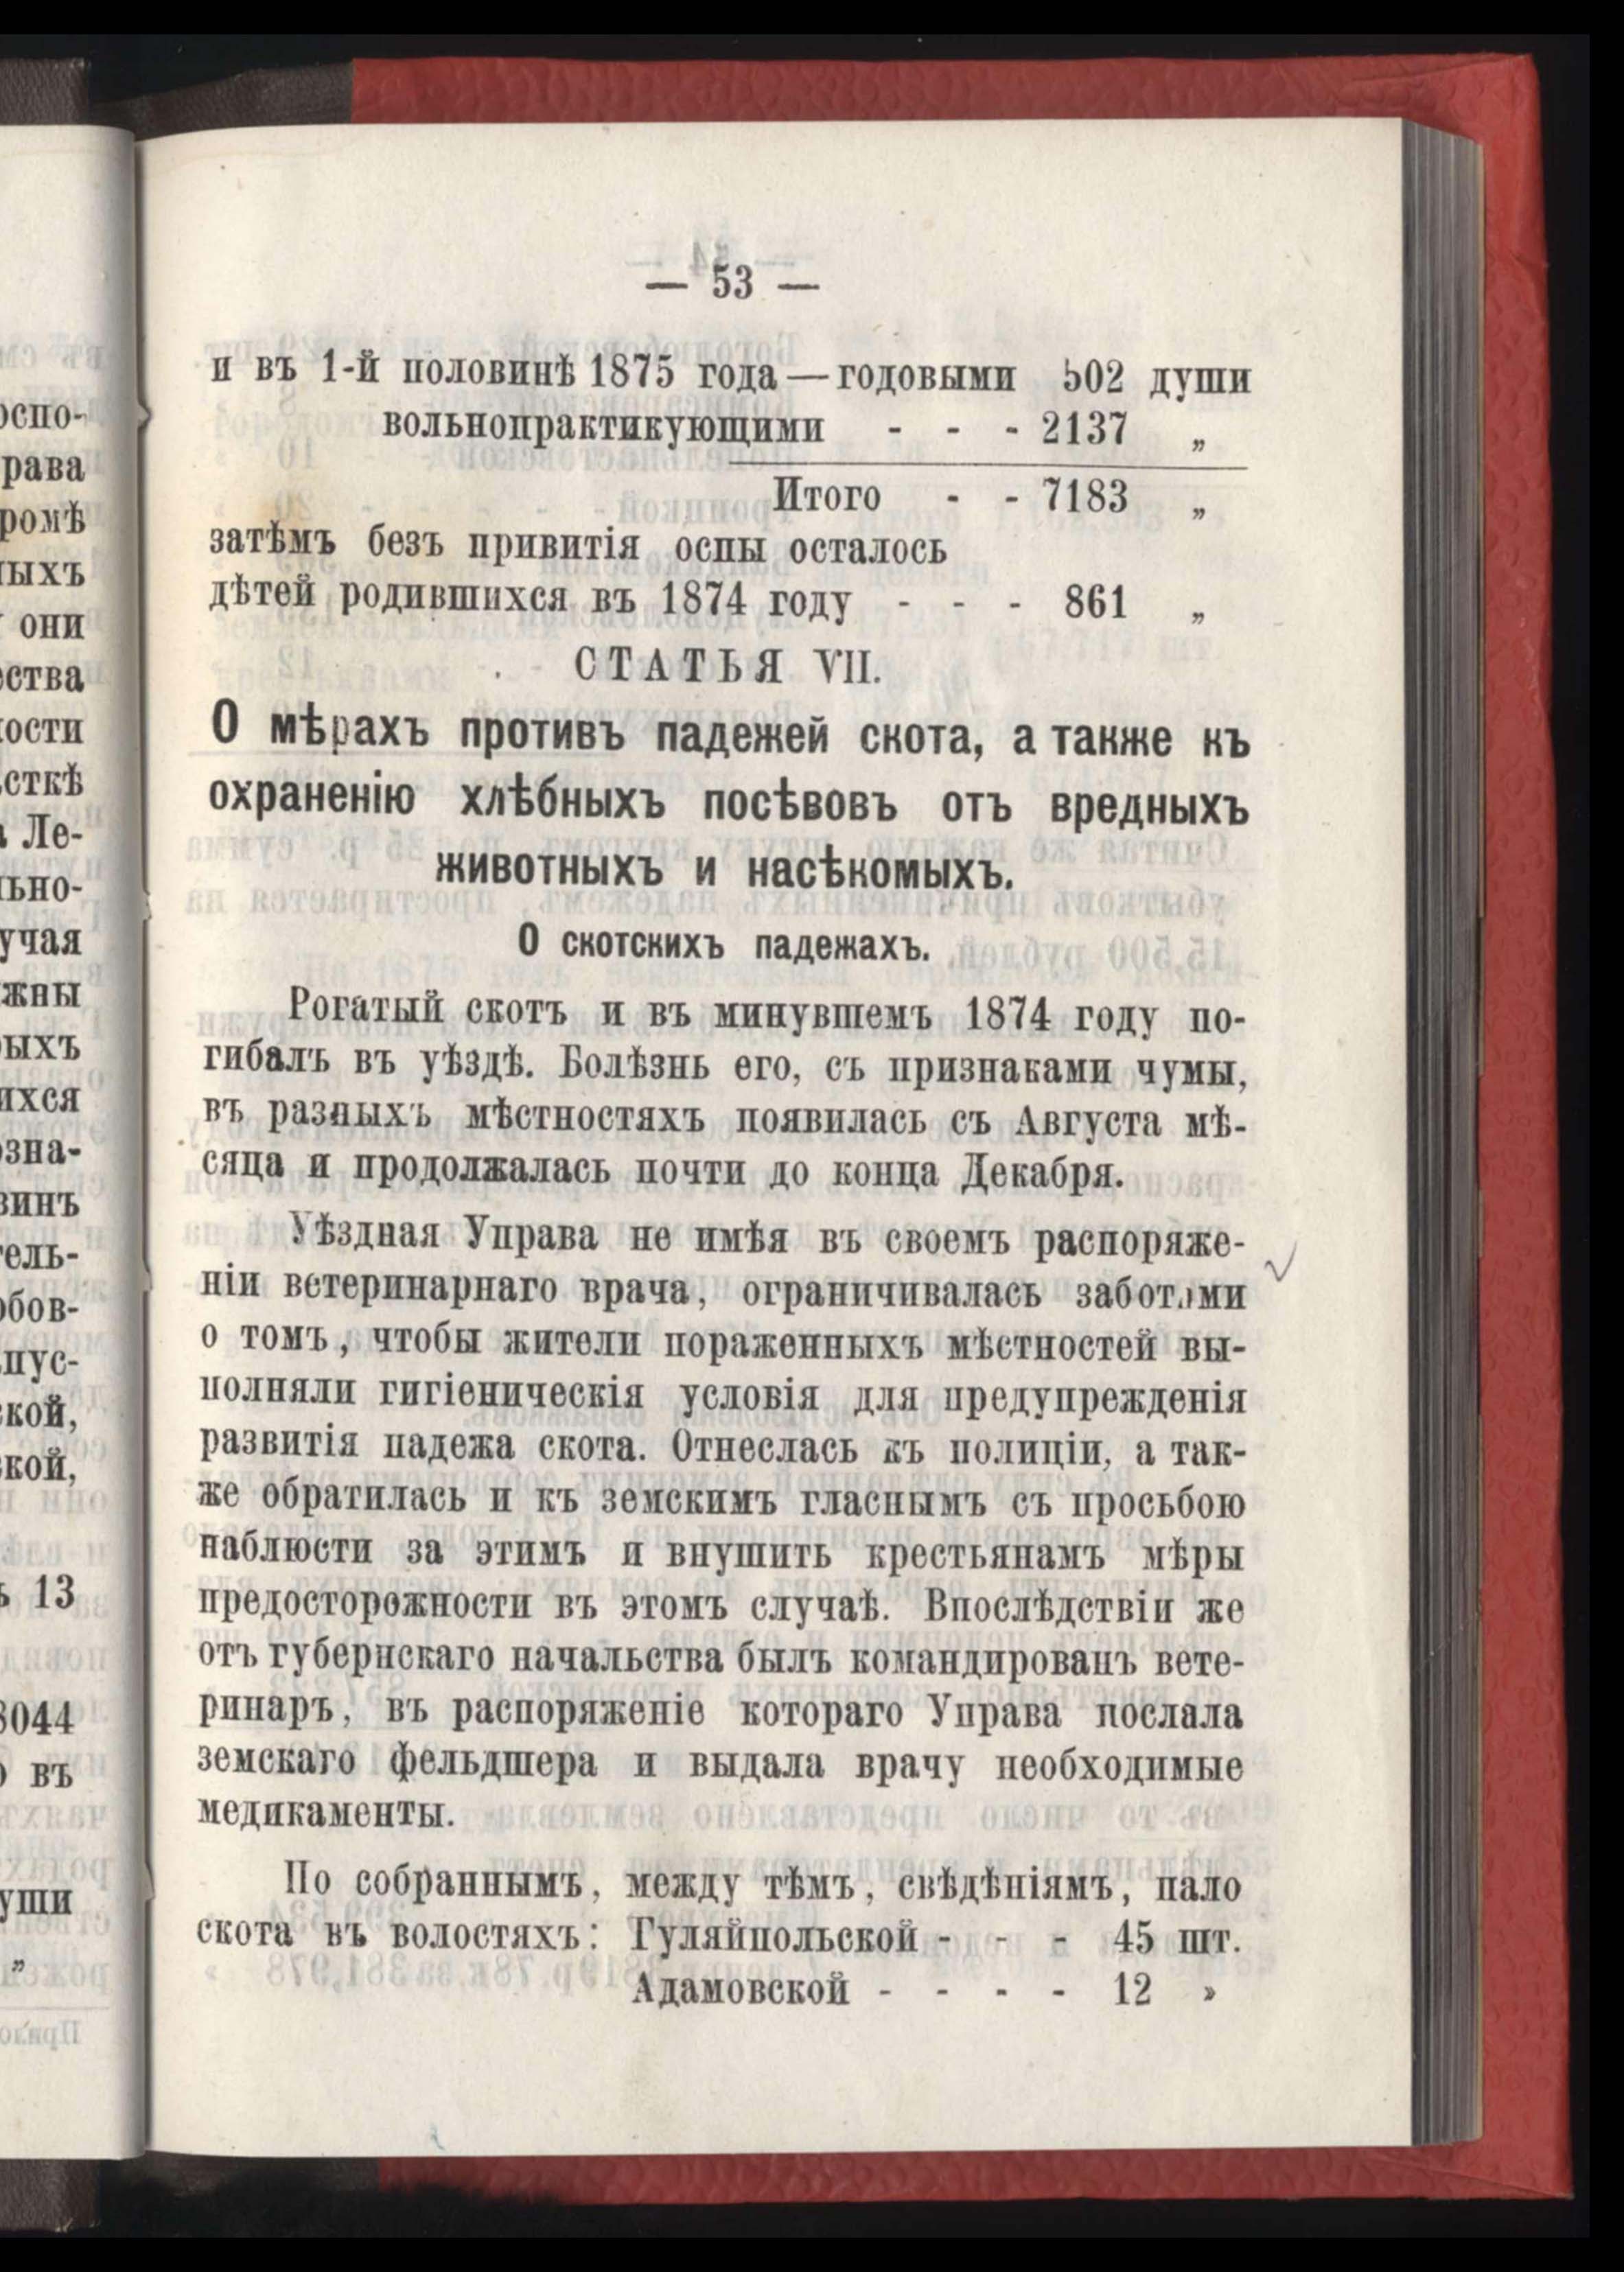 — 53 —
и въ 1-й половинѣ 1875 года — годовыми 502 души
вольнопрактикующими - - - 2137 „
Итого - - 7183 „
затѣмъ безъ привитія оспы осталось
дѣтей родившихся въ 1874 году - - - 861 „
СТАТЬЯ VII.
О мѣрахъ противъ падежей скота, а также къ
охраненію хлѣбныхъ посѣвовъ отъ вредныхъ
животныхъ и насѣкомыхъ.
О скотскихъ падежахъ.
Рогатый скотъ и въ минувшемъ 1874 году по-
гибалъ въ уѣздѣ. Болѣзнь его, съ признаками чумы,
въ разныхъ мѣстностяхъ появилась съ Августа мѣ-
сяца и продолжалась почти до конца Декабря.
Уѣздная Управа не имѣя въ своемъ распоряже-
ніи ветеринарнаго врача, ограничивалась заботами
о томъ, чтобы жители пораженныхъ мѣстностей вы-
полняли гигіеническія условія для предупрежденія
развитія падежа скота. Отнеслась къ полиціи, а так-
же обратилась и къ земскимъ гласнымъ съ просьбою
наблюсти за этимъ и внушить крестьянамъ мѣры
предосторожности въ этомъ случаѣ. Впослѣдствіи же
отъ губернскаго начальства былъ командированъ вете-
ринаръ, въ распоряженіе котораго Управа послала
земскаго фельдшера и выдала врачу необходимые
медикаменты.
По собраннымъ, между тѣмъ, свѣдѣніямъ, пало
скота въ волостяхъ: Гуляйпольской - - - 45 шт.
Адамовской - - - - 12 »